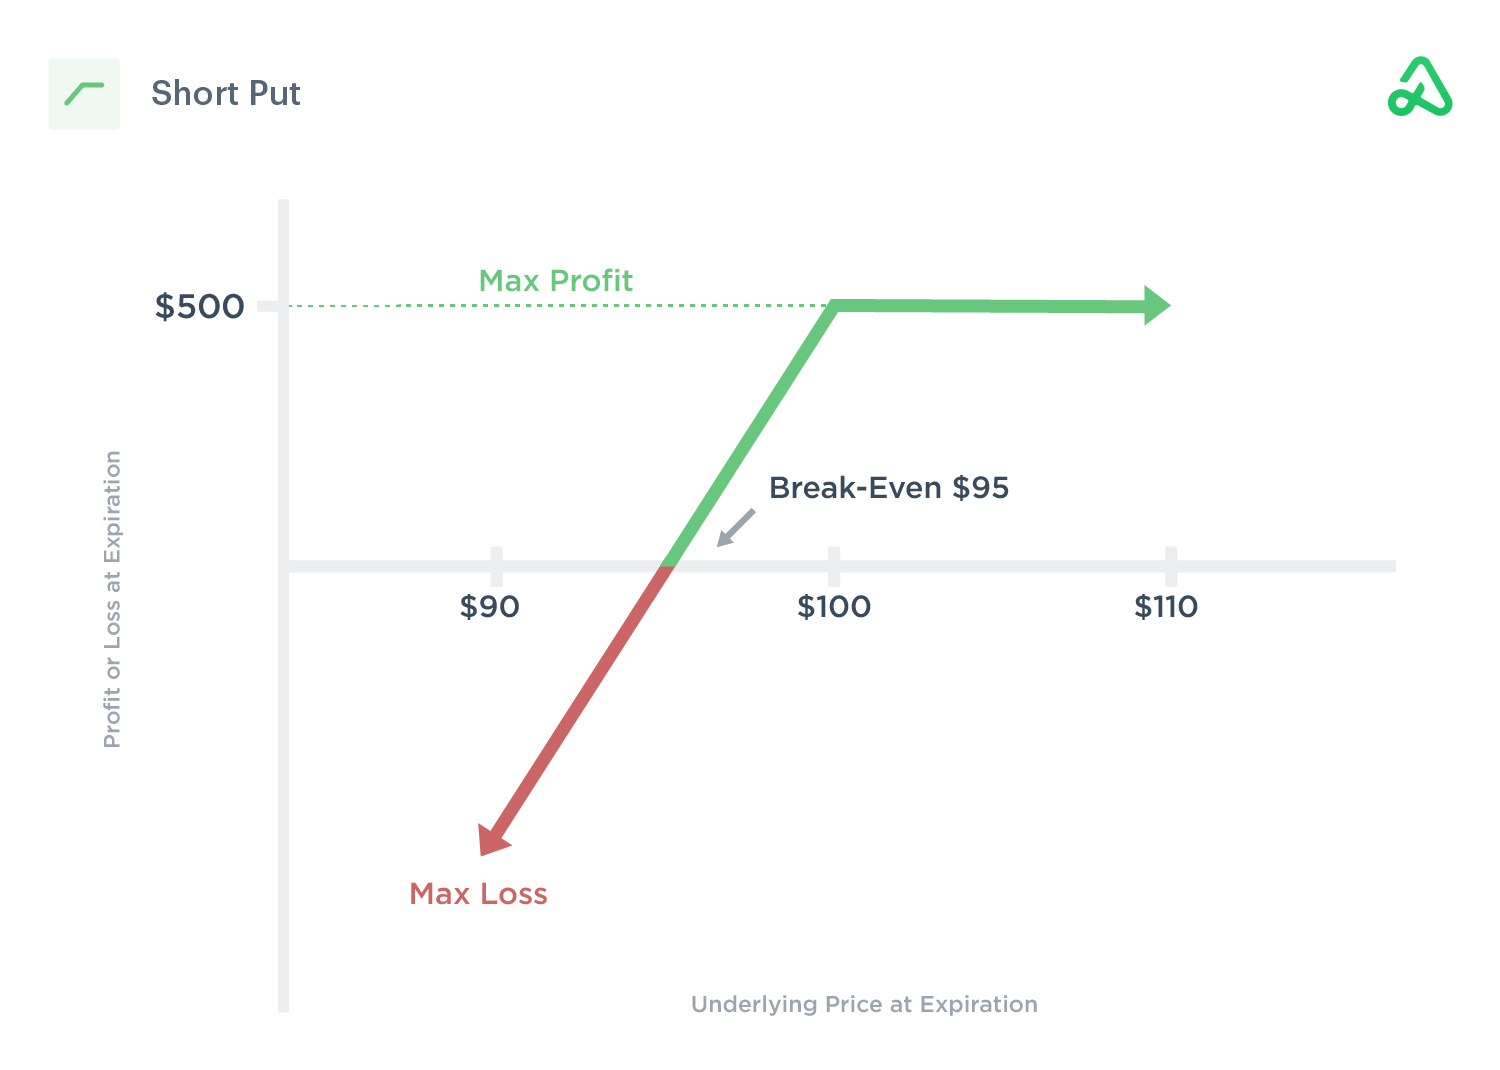 Short Put
Max Profit
$500
Break-Even $95
$90
$100
$110
Profit or Loss at Expiration
Max Loss
Underlying Price at Expiration